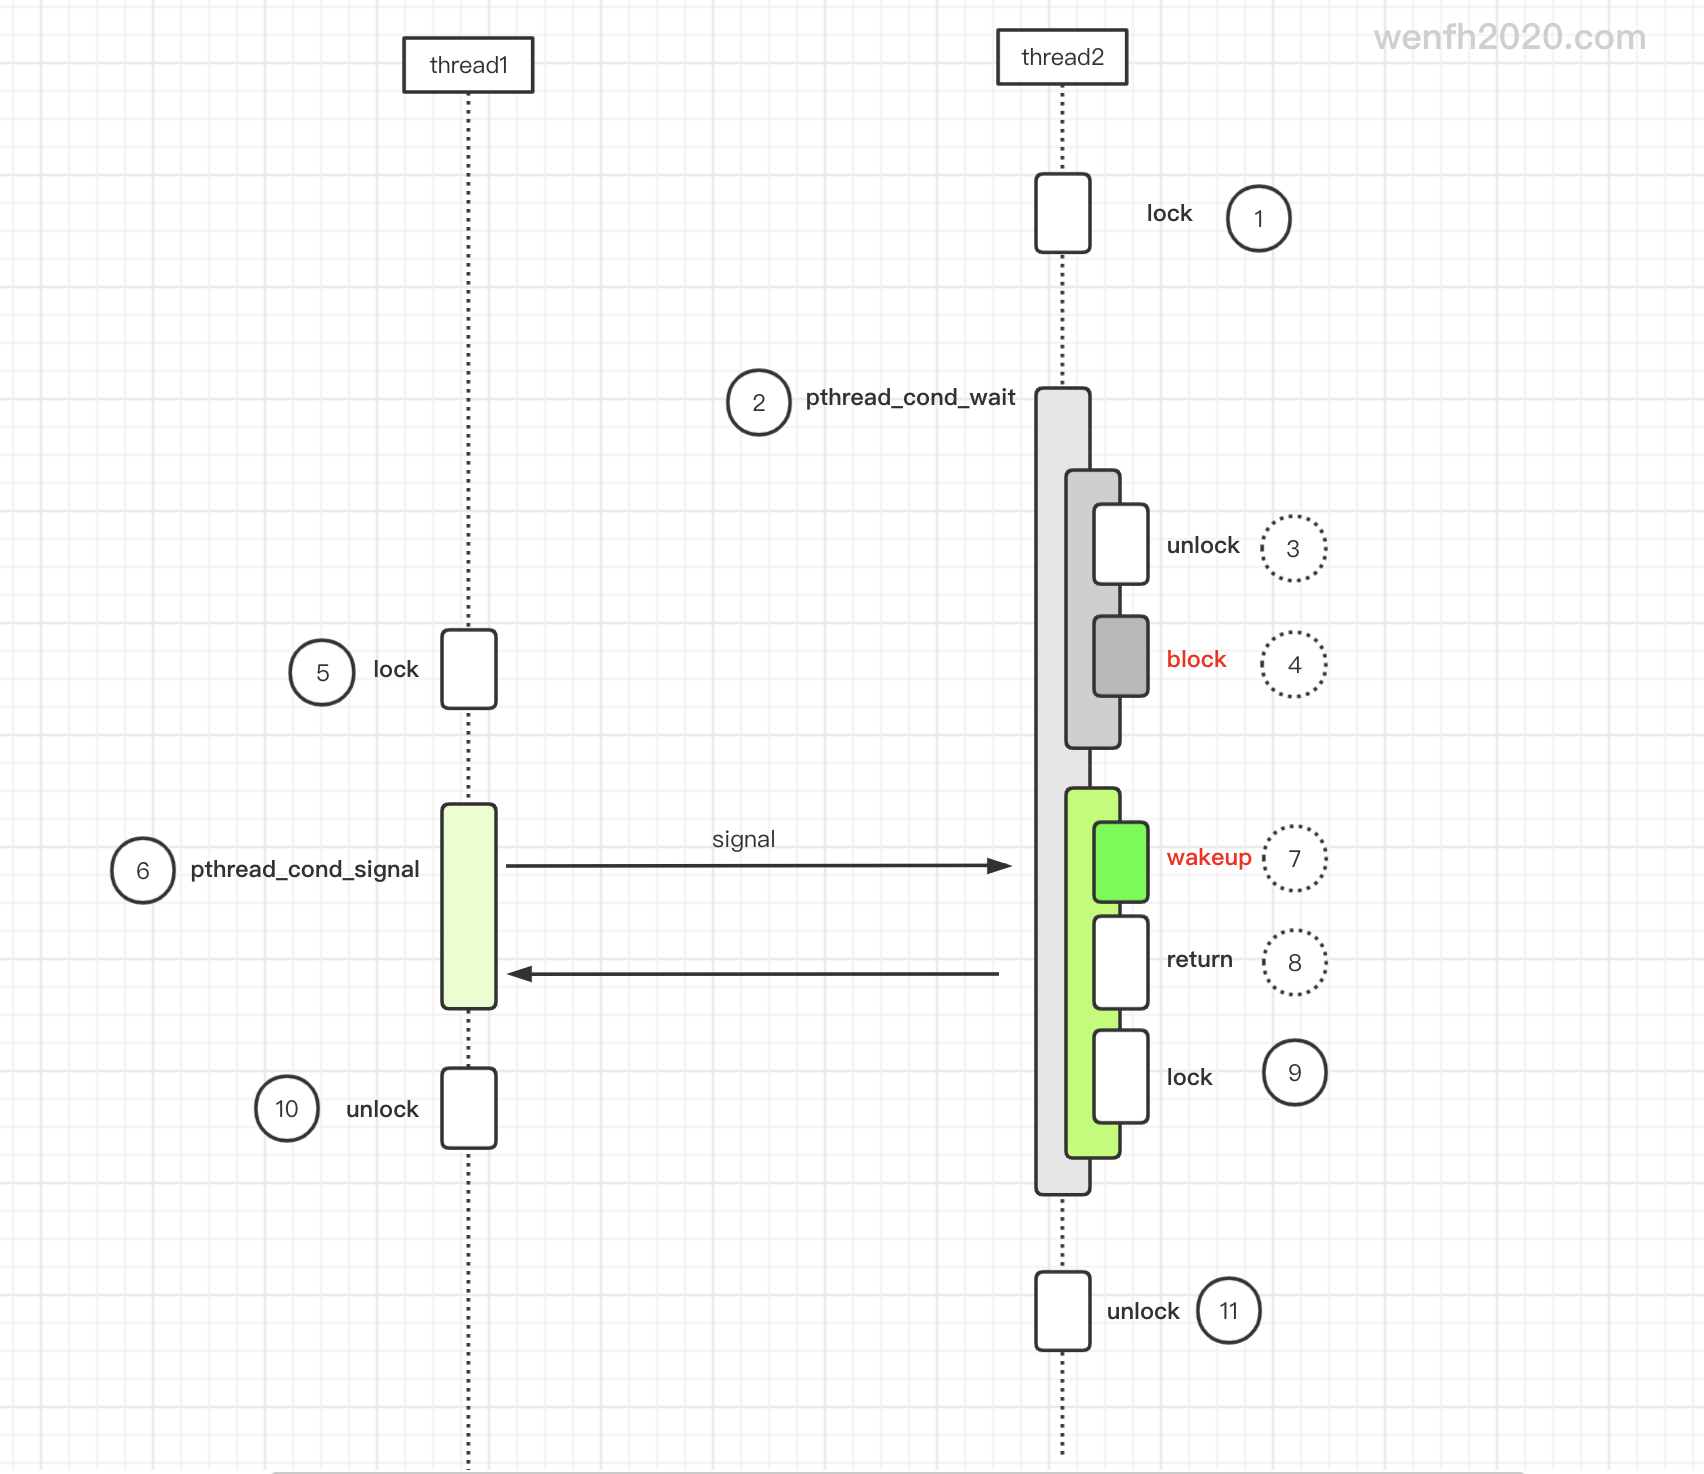 wenfh2020.com
thread1
thread2
lock 1
2 pthread_cond_wait
unlock 3
block 4
5 lock
signal
wakeup 7
6 pthread_cond_signal
return 8
lock 9
10 unlock
unlock 11